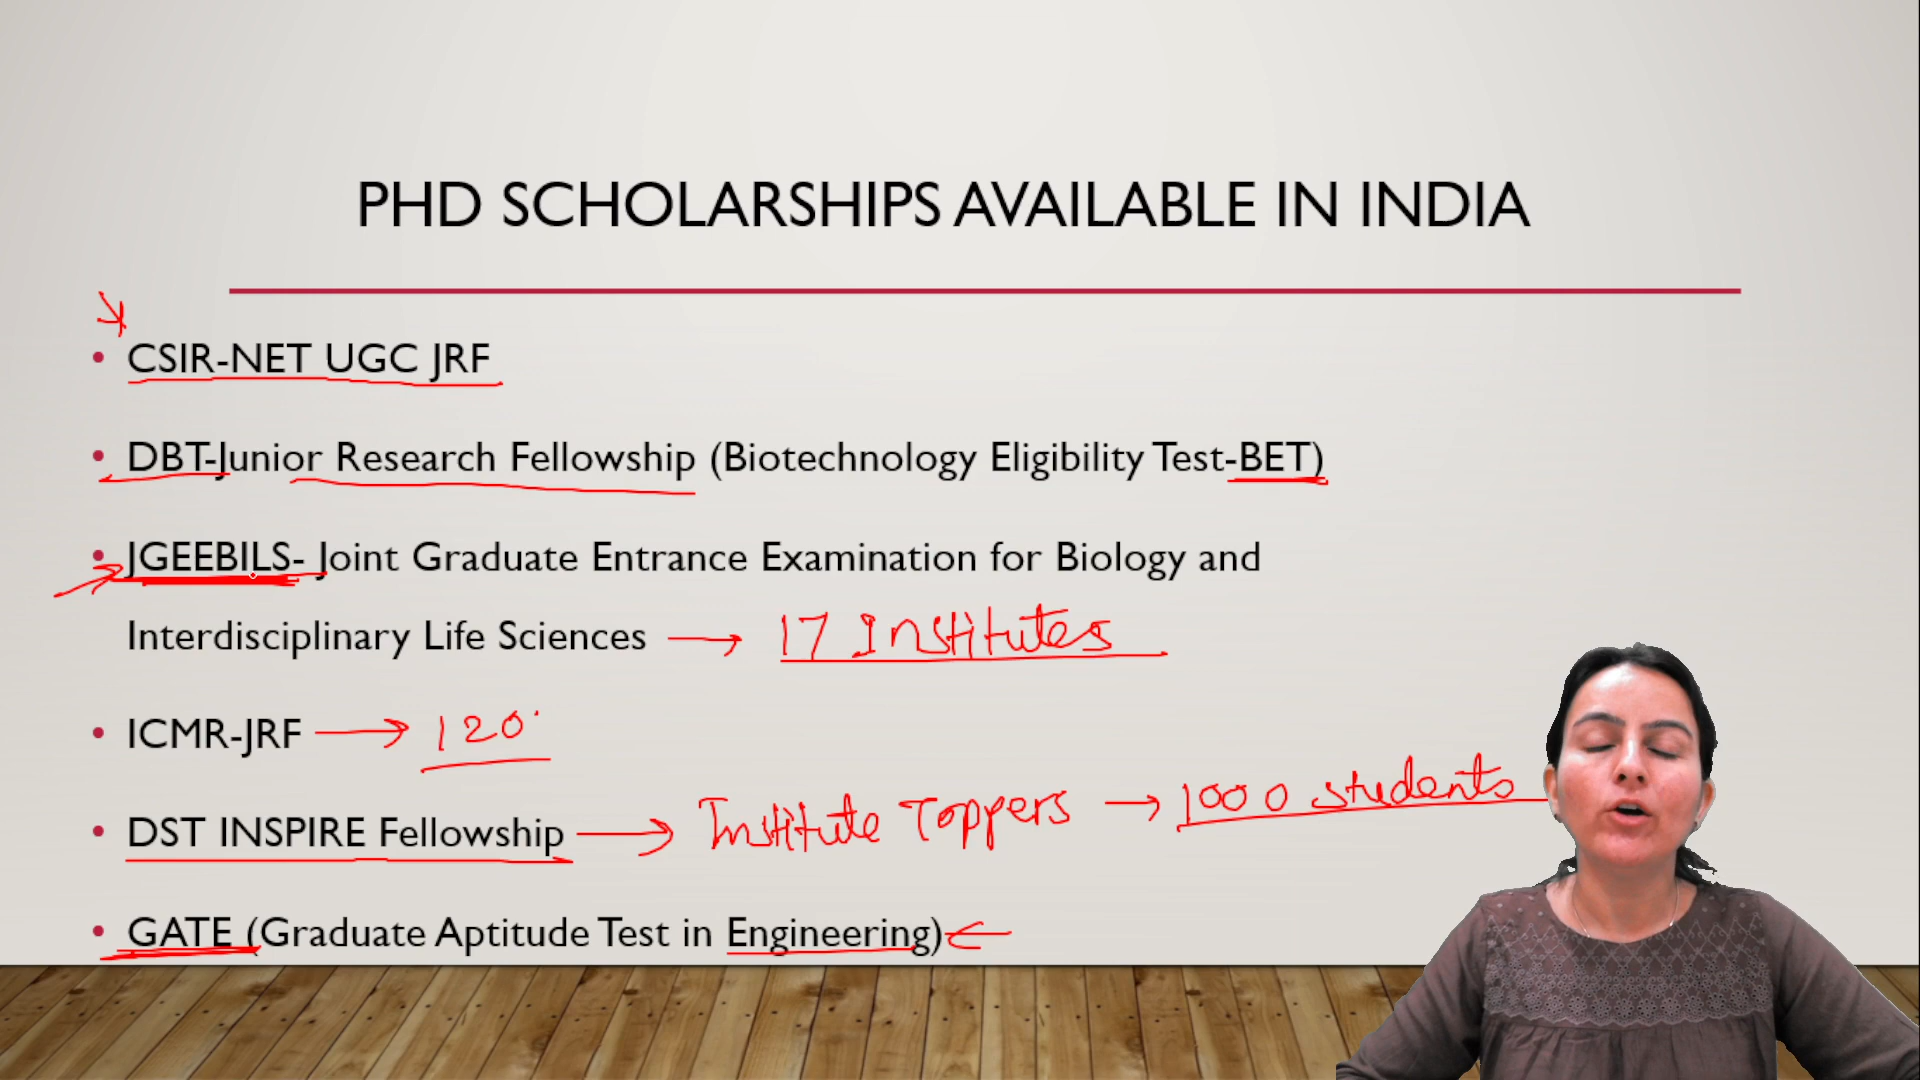 PHD SCHOLARSHIPS AVAILABLE IN INDIA
• CSIR-NET UGC JRF
• DBT-Junior Research Fellowship (Biotechnology Eligibility Test-BET)
• JGEEBILS- Joint Graduate Entrance Examination for Biology and
Interdisciplinary Life Sciences → 17 Institutes
• ICMR-JRF → 120
• DST INSPIRE Fellowship → Institute Toppers → 1000 students
• GATE (Graduate Aptitude Test in Engineering) ←